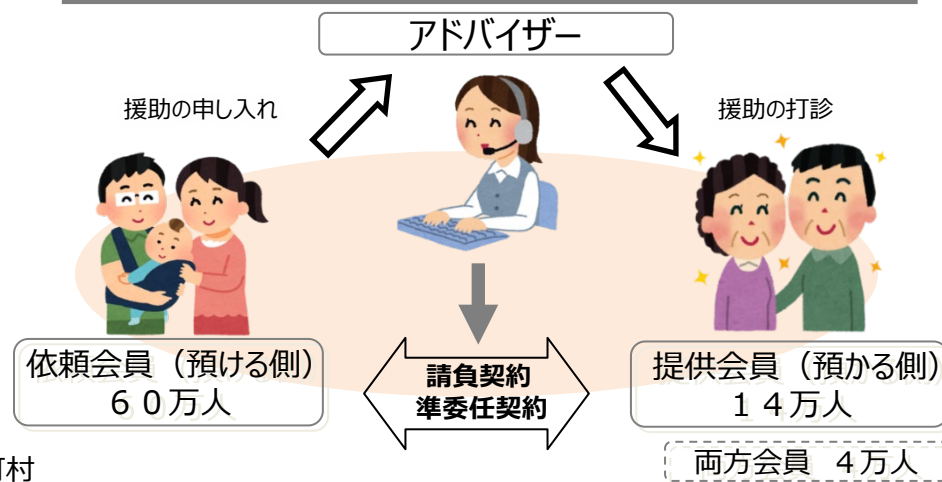 アドバイザー
援助の申し入れ
援助の打診
依頼会員（預ける側）
６０万人
請負契約
準委任契約
提供会員（預かる側）
１４万人
両方会員　４万人
町村